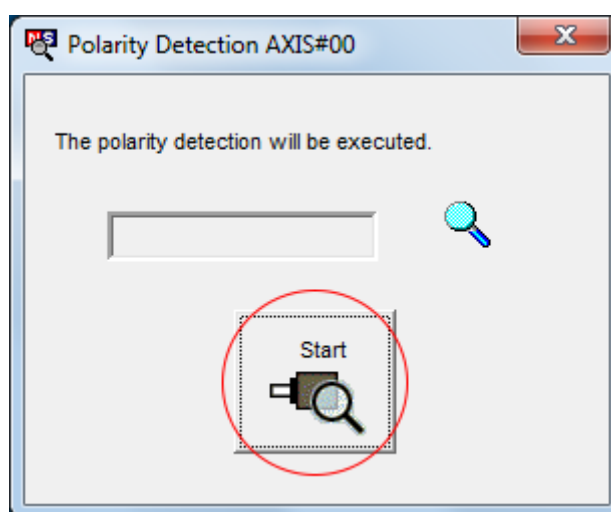 Polarity Detection AXIS#00
The polarity detection will be executed.
Start